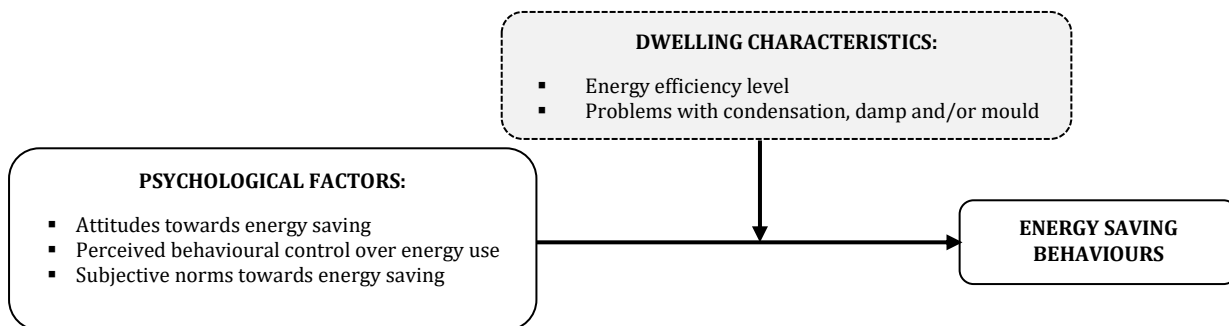 DWELLING CHARACTERISTICS:
▪ Energy efficiency level
▪ Problems with condensation, damp and/or mould
PSYCHOLOGICAL FACTORS:
▪ Attitudes towards energy saving
▪ Perceived behavioural control over energy use
▪ Subjective norms towards energy saving
ENERGY SAVING
BEHAVIOURS